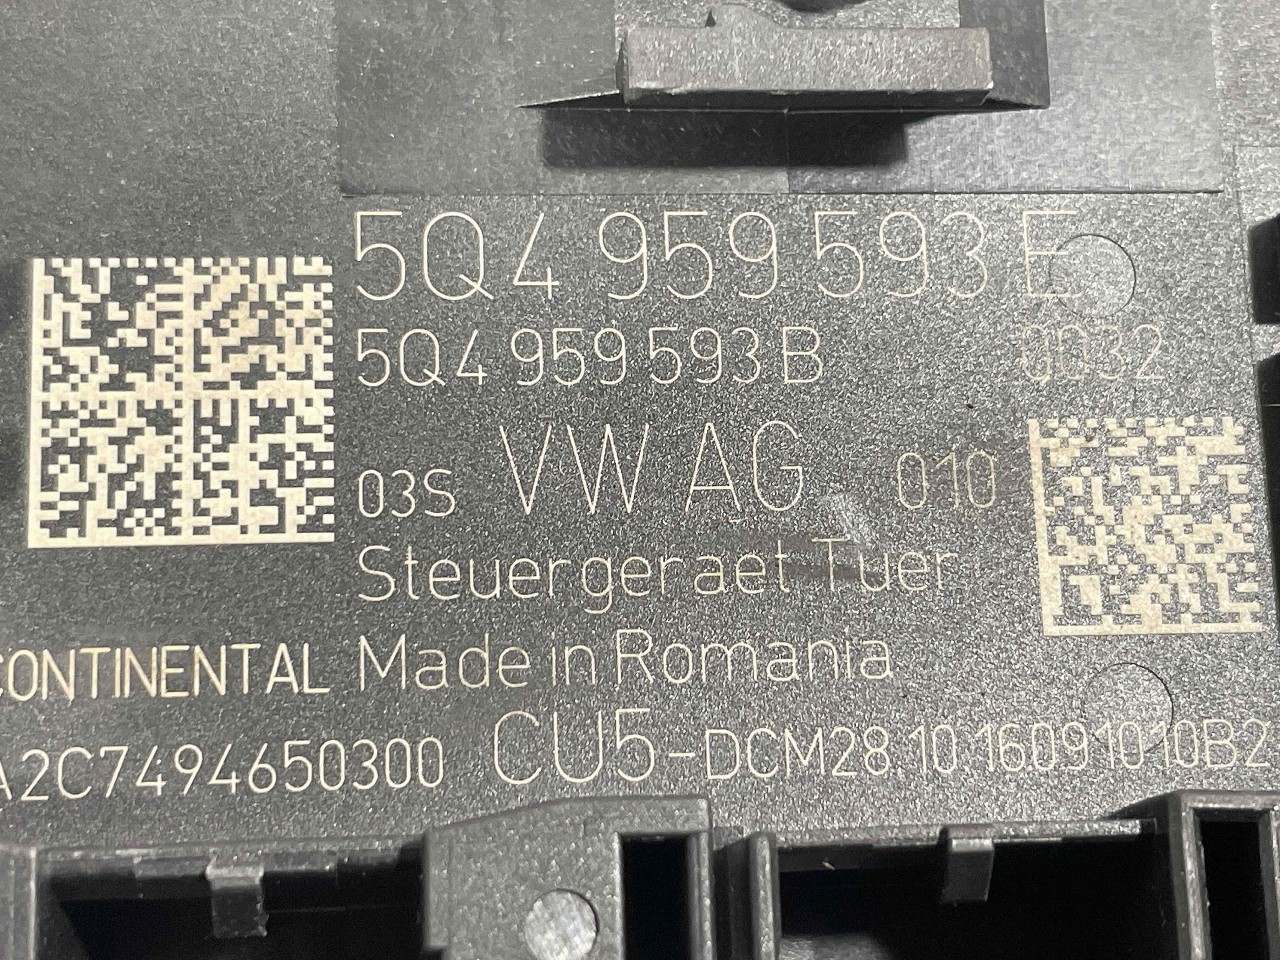 5Q4 959 593 E
5Q4 959 593 B 0032
03S VW AG 010
Steuergeraet Tuer
CONTINENTAL Made in Romania
A2C7494650300 CU5-DCM28 10 16091010B2